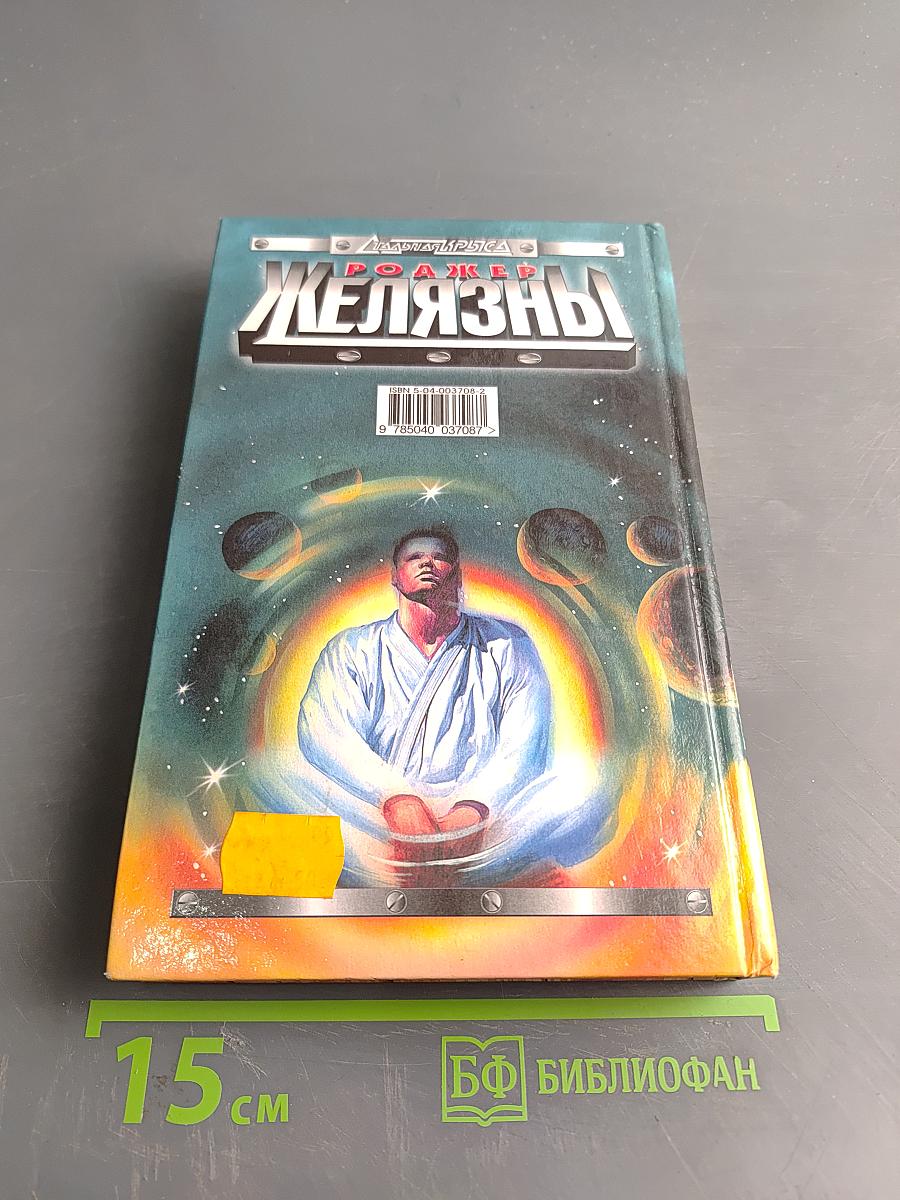 Стальная Крыса
РОДЖЕР
ЖЕЛЯЗНЫ
ISBN 5-04-003708-2
9 785040 037087 >
15 см
БФ БИБЛИОФАН